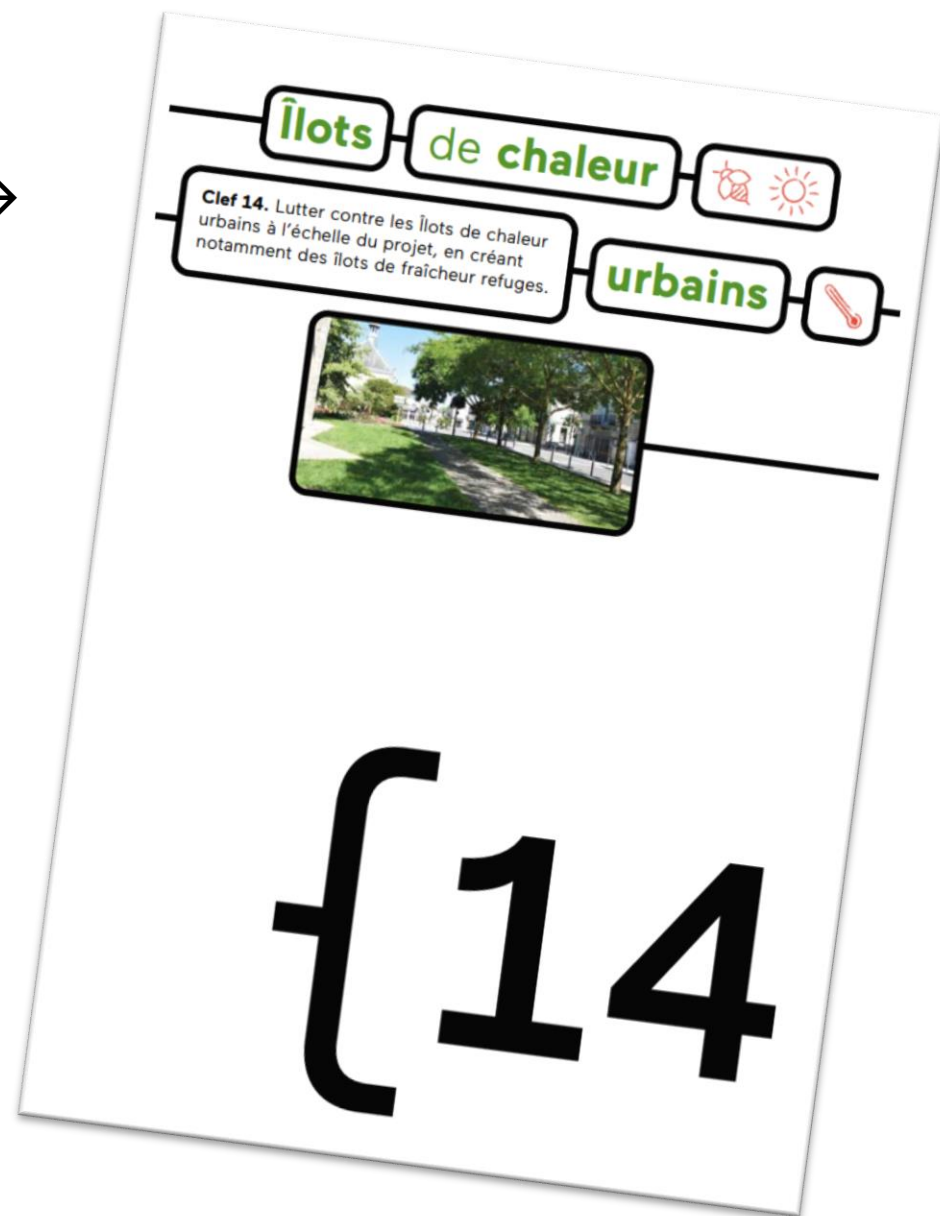 Îlots de chaleur
Clef 14. Lutter contre les Îlots de chaleur
urbains à l'échelle du projet, en créant
notamment des îlots de fraîcheur refuges.
urbains
{14